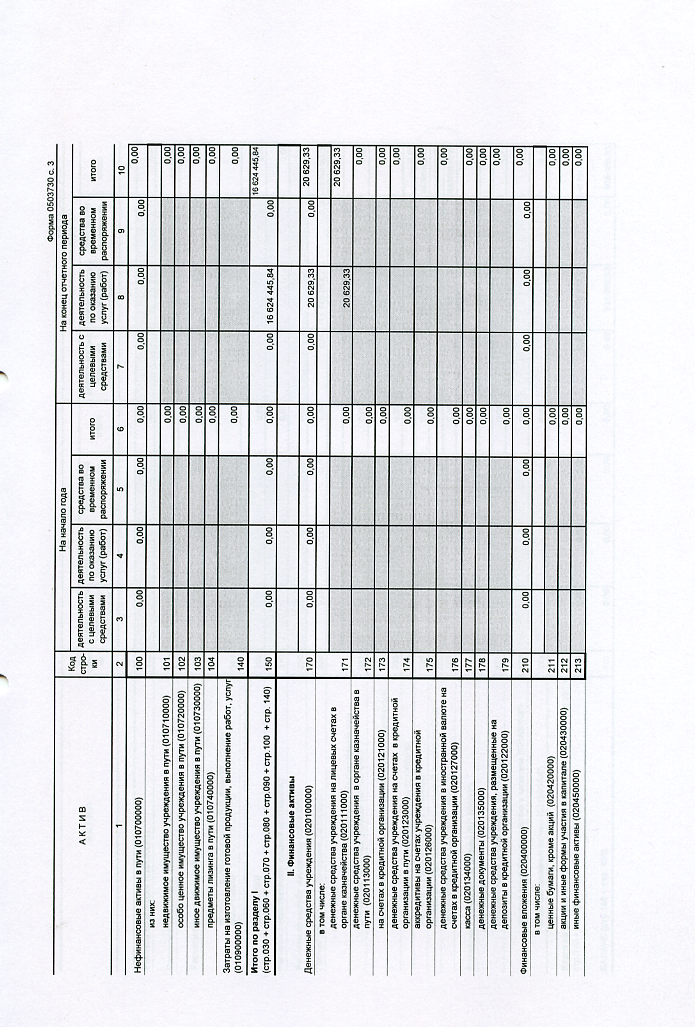 Форма 0503730 с. 3
АКТИВ Код стро- ки На начало года На конец отчетного периода
деятельность с целевыми средствами деятельность по оказанию услуг (работ) средства во временном распоряжении итого деятельность с целевыми средствами деятельность по оказанию услуг (работ) средства во временном распоряжении итого
1 2 3 4 5 6 7 8 9 10
Нефинансовые активы в пути (010700000) 100 0,00 0,00 0,00 0,00 0,00 0,00 0,00 0,00
из них:
недвижимое имущество учреждения в пути (010710000) 101 0,00 0,00
особо ценное имущество учреждения в пути (010720000) 102 0,00 0,00
иное движимое имущество учреждения в пути (010730000) 103 0,00 0,00
предметы лизинга в пути (010740000) 104 0,00 0,00
Затраты на изготовление готовой продукции, выполнение работ, услуг
(010900000) 140 0,00 0,00
Итого по разделу I
(стр.030 + стр.060 + стр.070 + стр.080 + стр.090 + стр.100 + стр. 140) 150 0,00 0,00 0,00 0,00 0,00 16 624 445,84 0,00 16 624 445,84
II. Финансовые активы
Денежные средства учреждения (020100000) 170 0,00 0,00 0,00 0,00 0,00 20 629,33 0,00 20 629,33
в том числе:
денежные средства учреждения на лицевых счетах в
органе казначейства (020111000) 171 0,00 20 629,33 20 629,33
денежные средства учреждения в органе казначейства в
пути (020113000) 172 0,00 0,00
на счетах в кредитной организации (020121000) 173 0,00 0,00
денежные средства учреждения на счетах в кредитной
организации в пути (020123000) 174 0,00 0,00
аккредитивы на счетах учреждения в кредитной
организации (020126000) 175 0,00 0,00
денежные средства учреждения в иностранной валюте на
счетах в кредитной организации (020127000) 176 0,00 0,00
касса (020134000) 177 0,00 0,00
денежные документы (020135000) 178 0,00 0,00
денежные средства учреждения, размещенные на
депозиты в кредитной организации (020122000) 179 0,00 0,00
Финансовые вложения (020400000) 210 0,00 0,00 0,00 0,00 0,00 0,00 0,00 0,00
в том числе:
ценные бумаги, кроме акций (020420000) 211 0,00 0,00
акции и иные формы участия в капитале (020430000) 212 0,00 0,00
иные финансовые активы (020450000) 213 0,00 0,00